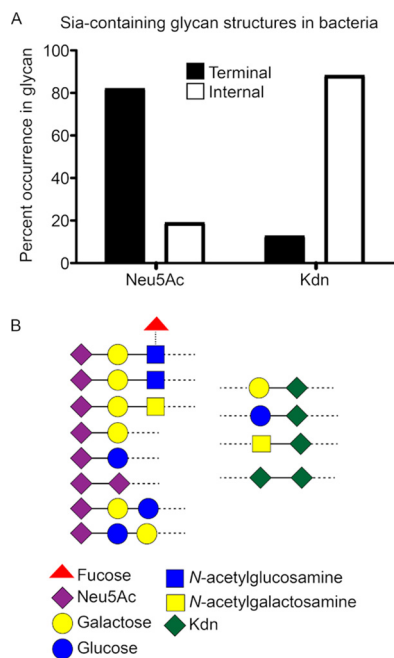 A
Sia-containing glycan structures in bacteria
Percent occurrence in glycan
100
80
60
40
20
0
Terminal
Internal
Neu5Ac
Kdn
B
Fucose
Neu5Ac
Galactose
Glucose
N-acetylglucosamine
N-acetylgalactosamine
Kdn